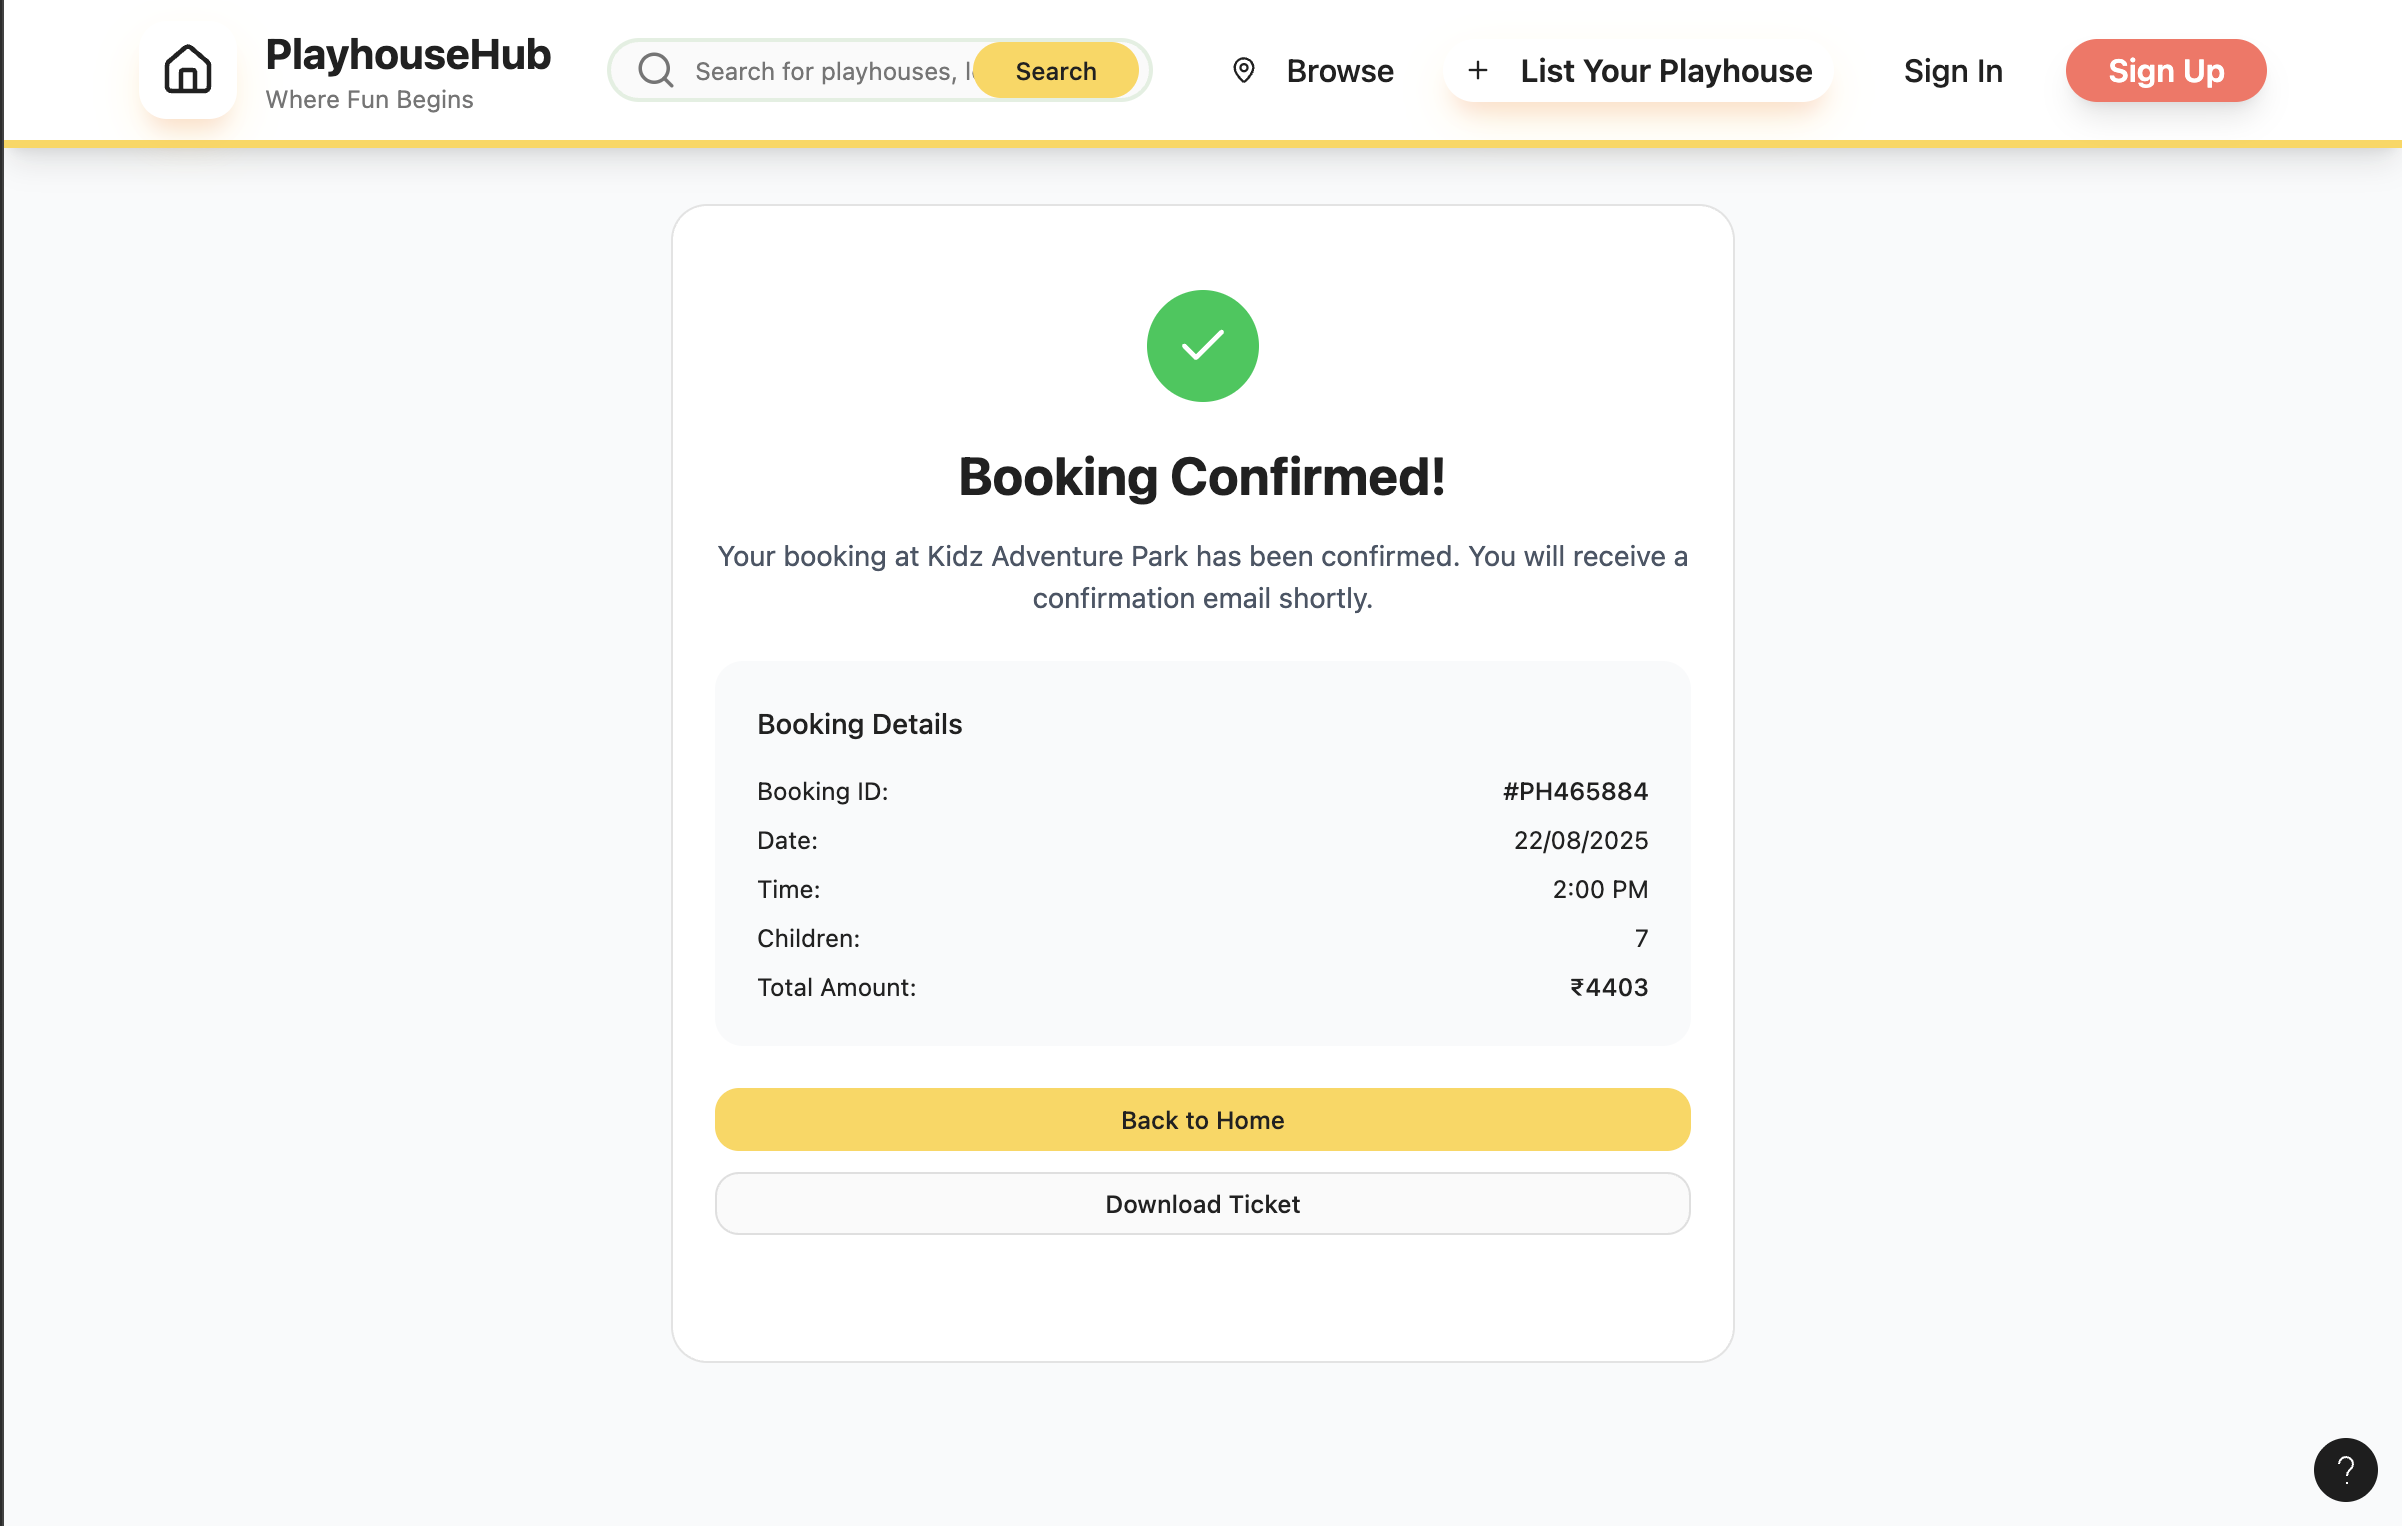 PlayhouseHub
Where Fun Begins
Search for playhouses, l
Search
Browse
+ List Your Playhouse
Sign In
Sign Up
Booking Confirmed!
Your booking at Kidz Adventure Park has been confirmed. You will receive a
confirmation email shortly.
Booking Details
Booking ID: #PH465884
Date: 22/08/2025
Time: 2:00 PM
Children: 7
Total Amount: ₹4403
Back to Home
Download Ticket
?